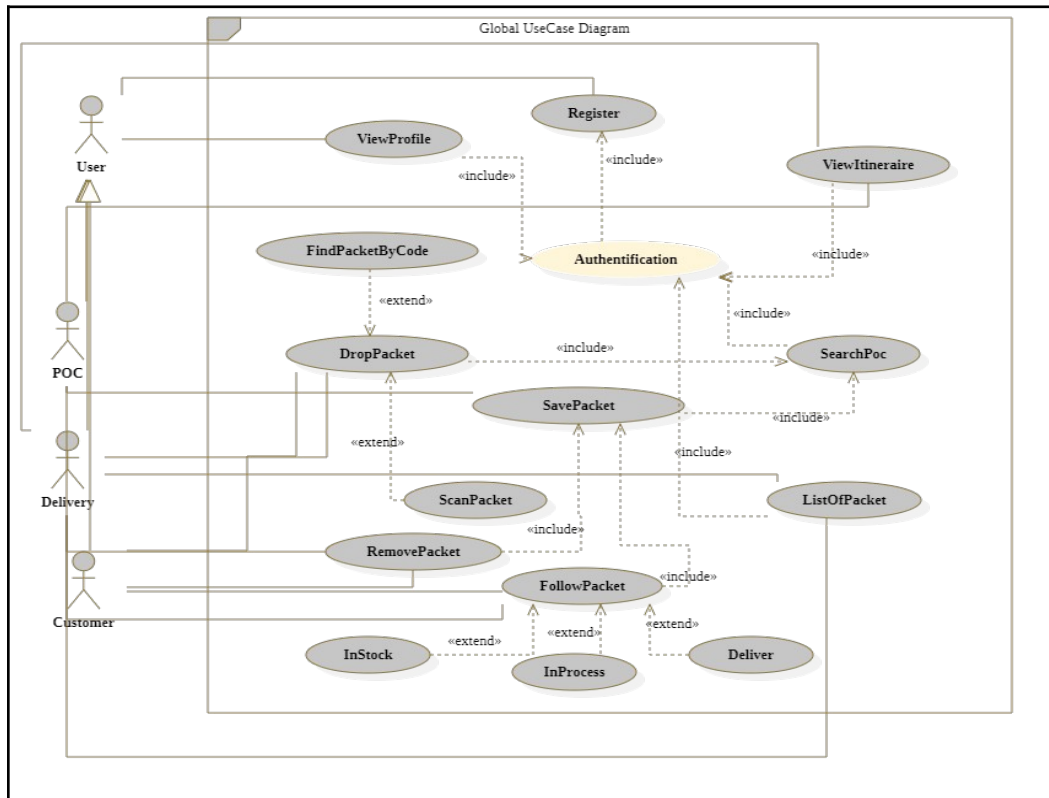 Global UseCase Diagram
Register
ViewProfile
«include»
ViewItineraire
User
«include»
FindPacketByCode
Authentification
«include»
«extend»
«include»
DropPacket
«include»
SearchPoc
POC
SavePacket
«include»
«extend»
«include»
Delivery
ScanPacket
ListOfPacket
«include»
RemovePacket
FollowPacket
«include»
Customer
«extend»
«extend»
«extend»
InStock
InProcess
Deliver